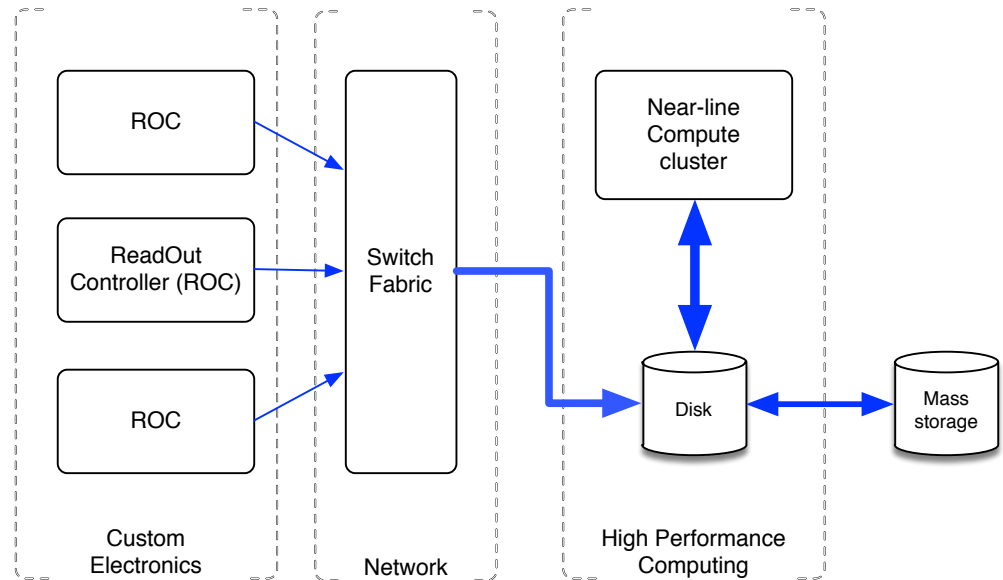 ROC
ReadOut
Controller (ROC)
ROC
Custom
Electronics
Switch
Fabric
Network
Near-line
Compute
cluster
Disk
High Performance
Computing
Mass
storage